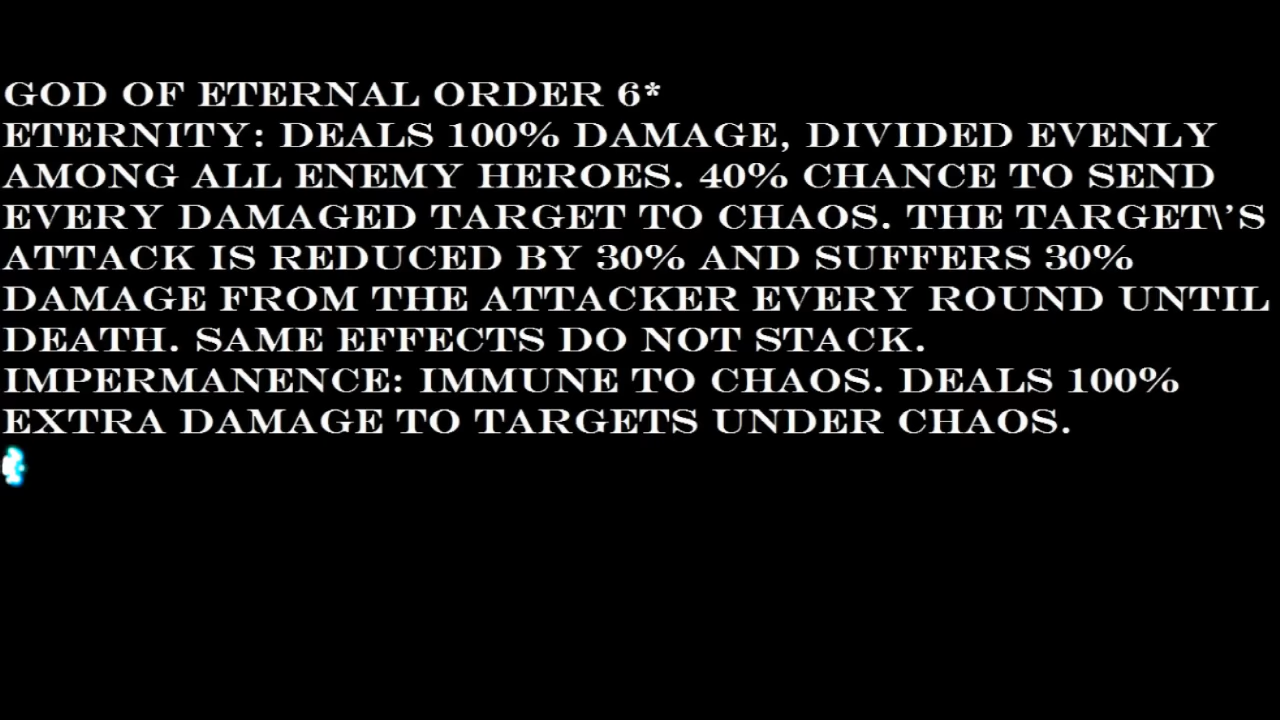 GOD OF ETERNAL ORDER 6*
ETERNITY: DEALS 100% DAMAGE, DIVIDED EVENLY
AMONG ALL ENEMY HEROES. 40% CHANCE TO SEND
EVERY DAMAGED TARGET TO CHAOS. THE TARGET\'S
ATTACK IS REDUCED BY 30% AND SUFFERS 30%
DAMAGE FROM THE ATTACKER EVERY ROUND UNTIL
DEATH. SAME EFFECTS DO NOT STACK.
IMPERMANENCE: IMMUNE TO CHAOS. DEALS 100%
EXTRA DAMAGE TO TARGETS UNDER CHAOS.